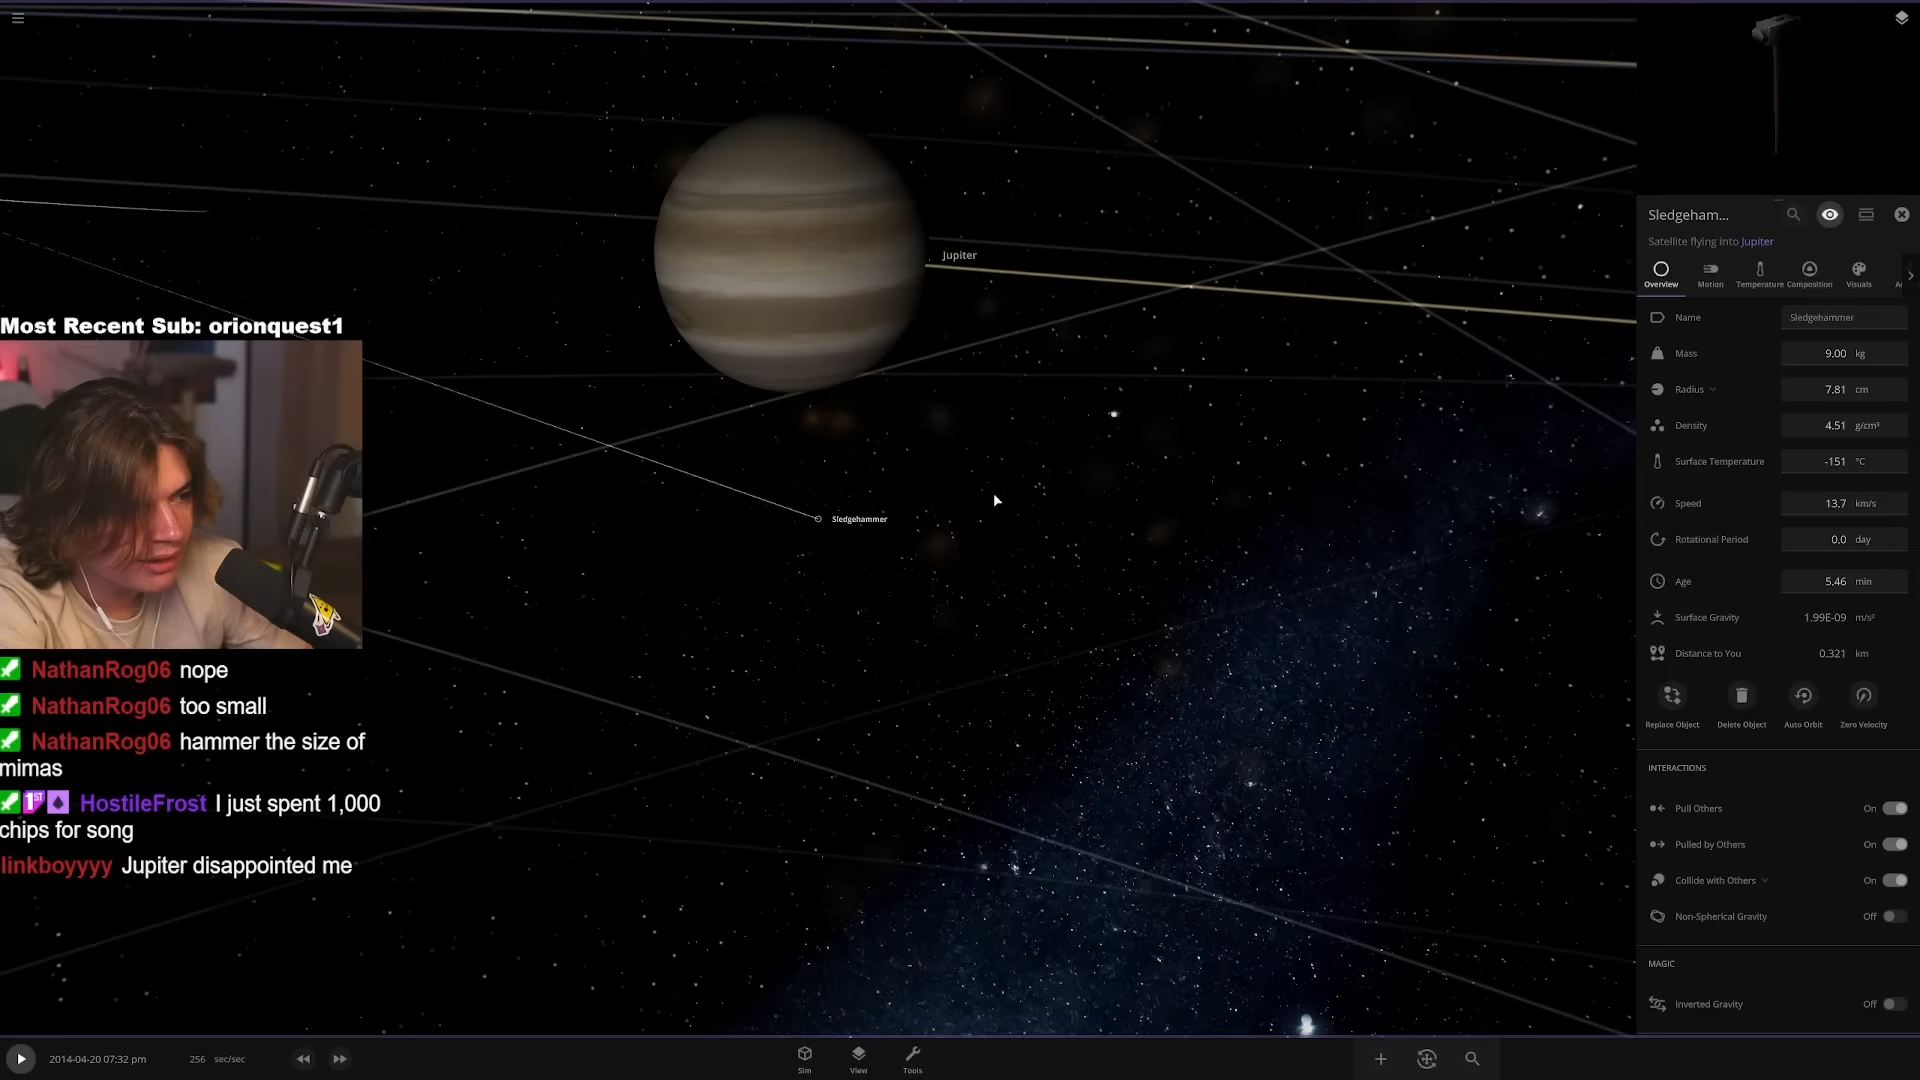 Jupiter
Sledgehammer
Most Recent Sub: orionquest1
NathanRog06 nope
NathanRog06 too small
NathanRog06 hammer the size of
mimas
1ST HostileFrost I just spent 1,000
chips for song
linkboyyyy Jupiter disappointed me
Sledgeham...
Satellite flying into Jupiter
Overview Motion Temperature Composition Visuals
Name Sledgehammer
Mass 9.00 kg
Radius 7.81 cm
Density 4.51 g/cm³
Surface Temperature -151 °C
Speed 13.7 km/s
Rotational Period 0.0 day
Age 5.46 min
Surface Gravity 1.99E-09 m/s²
Distance to You 0.321 km
Replace Object Delete Object Auto Orbit Zero Velocity
INTERACTIONS
Pull Others On
Pulled by Others On
Collide with Others On
Non-Spherical Gravity Off
MAGIC
Inverted Gravity Off
2014-04-20 07:32 pm 256 sec/sec
Sim View Tools